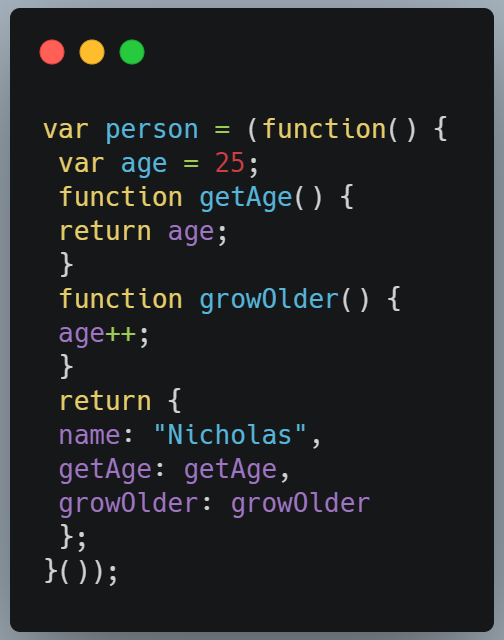 var person = (function() {
 var age = 25;
 function getAge() {
 return age;
 }
 function growOlder() {
 age++;
 }
 return {
 name: "Nicholas",
 getAge: getAge,
 growOlder: growOlder
 };
}());